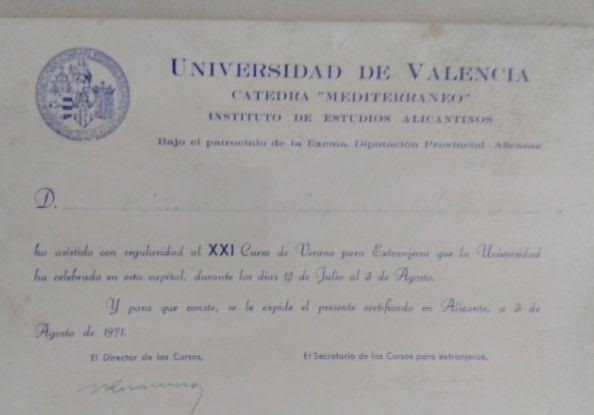 UNIVERSIDAD DE VALENCIA
CATEDRA "MEDITERRANEO"
INSTITUTO DE ESTUDIOS ALICANTINOS
Bajo el patrocinio de la Excma. Diputación Provincial - Alicante
D.
ha asistido con regularidad al XXI Curso de Verano para Extranjeros que la Universidad
ha celebrado en esta capital, durante los días 12 de Julio al 3 de Agosto.
Y para que conste, se le expide el presente certificado en Alicante, a 3 de
Agosto de 1971.
El Director de los Cursos,
El Secretario de los Cursos para extranjeros,